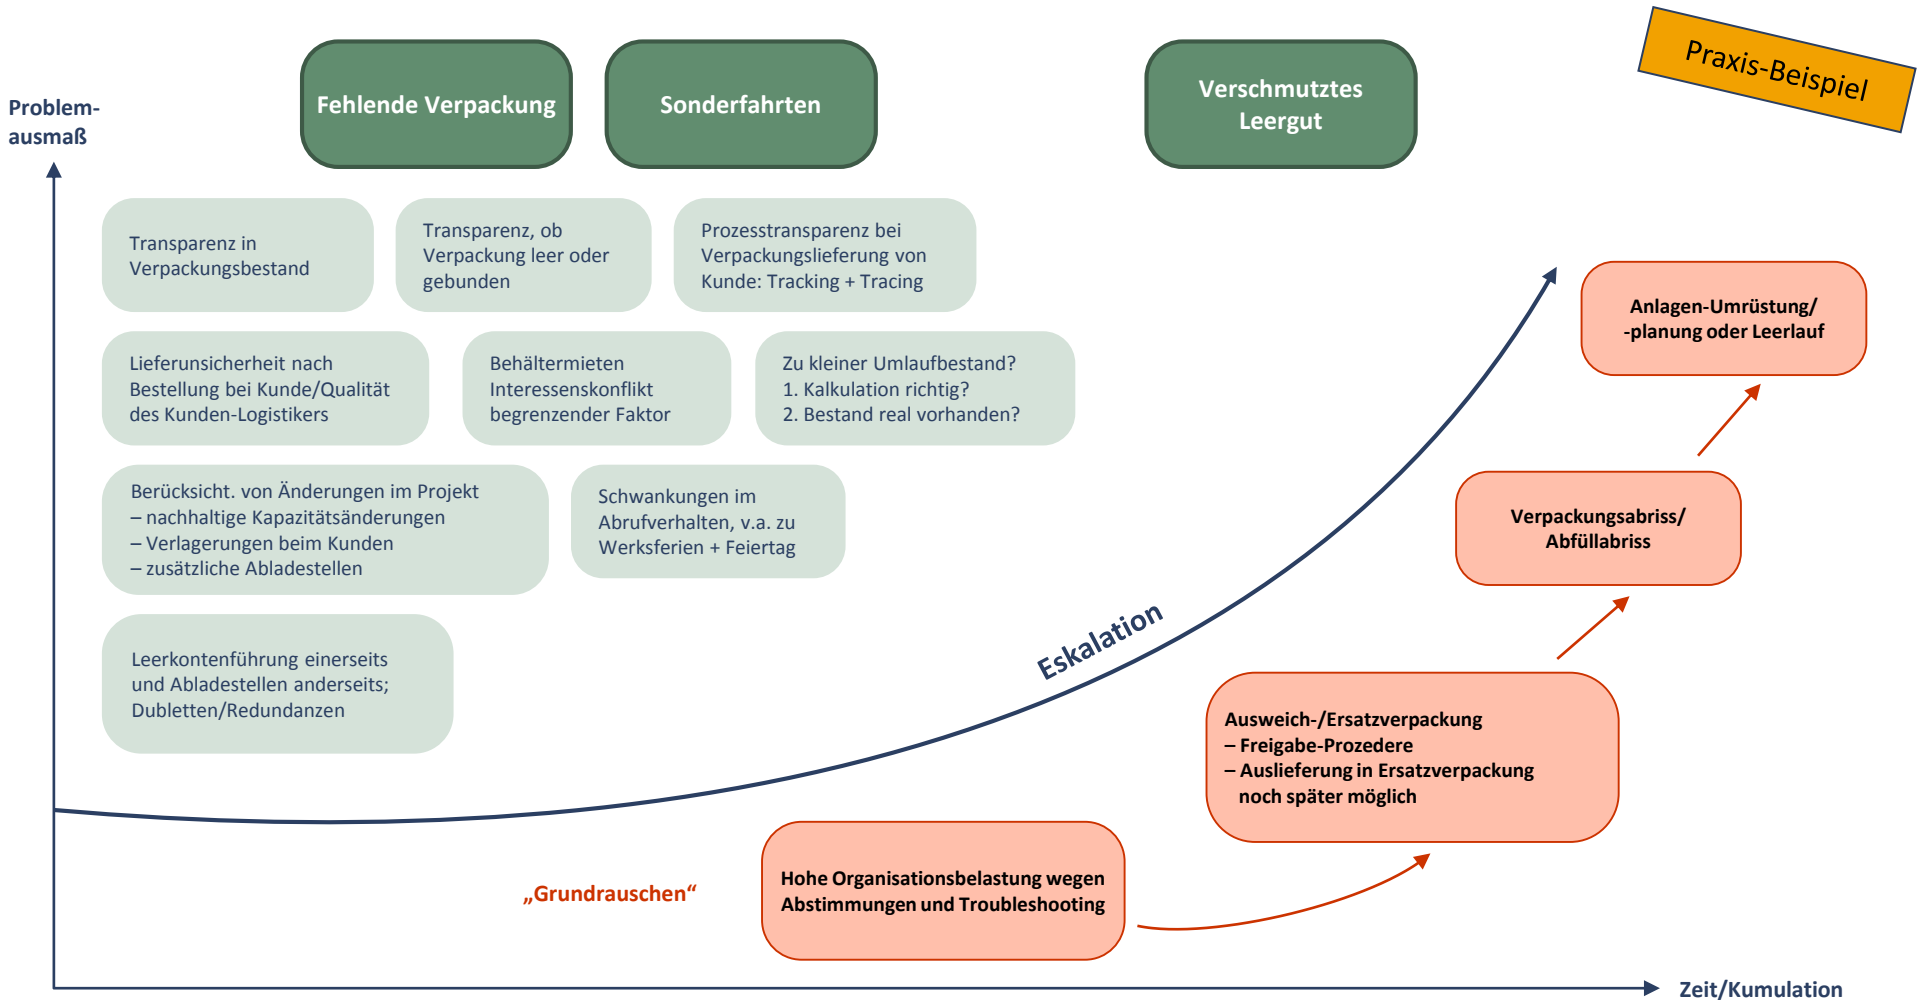 Praxis-Beispiel
Problem-
ausmaß
Fehlende Verpackung
Sonderfahrten
Verschmutztes
Leergut
Transparenz in
Verpackungsbestand
Transparenz, ob
Verpackung leer oder
gebunden
Prozesstransparenz bei
Verpackungslieferung von
Kunde: Tracking + Tracing
Lieferunsicherheit nach
Bestellung bei Kunde/Qualität
des Kunden-Logistikers
Behältermieten
Interessenskonflikt
begrenzender Faktor
Zu kleiner Umlaufbestand?
1. Kalkulation richtig?
2. Bestand real vorhanden?
Berücksicht. von Änderungen im Projekt
– nachhaltige Kapazitätsänderungen
– Verlagerungen beim Kunden
– zusätzliche Abladestellen
Schwankungen im
Abrufverhalten, v.a. zu
Werksferien + Feiertag
Leerkontenführung einerseits
und Abladestellen anderseits;
Dubletten/Redundanzen
Eskalation
Anlagen-Umrüstung/
-planung oder Leerlauf
Verpackungsabriss/
Abfüllabriss
Ausweich-/Ersatzverpackung
– Freigabe-Prozedere
– Auslieferung in Ersatzverpackung
noch später möglich
„Grundrauschen“
Hohe Organisationsbelastung wegen
Abstimmungen und Troubleshooting
Zeit/Kumulation